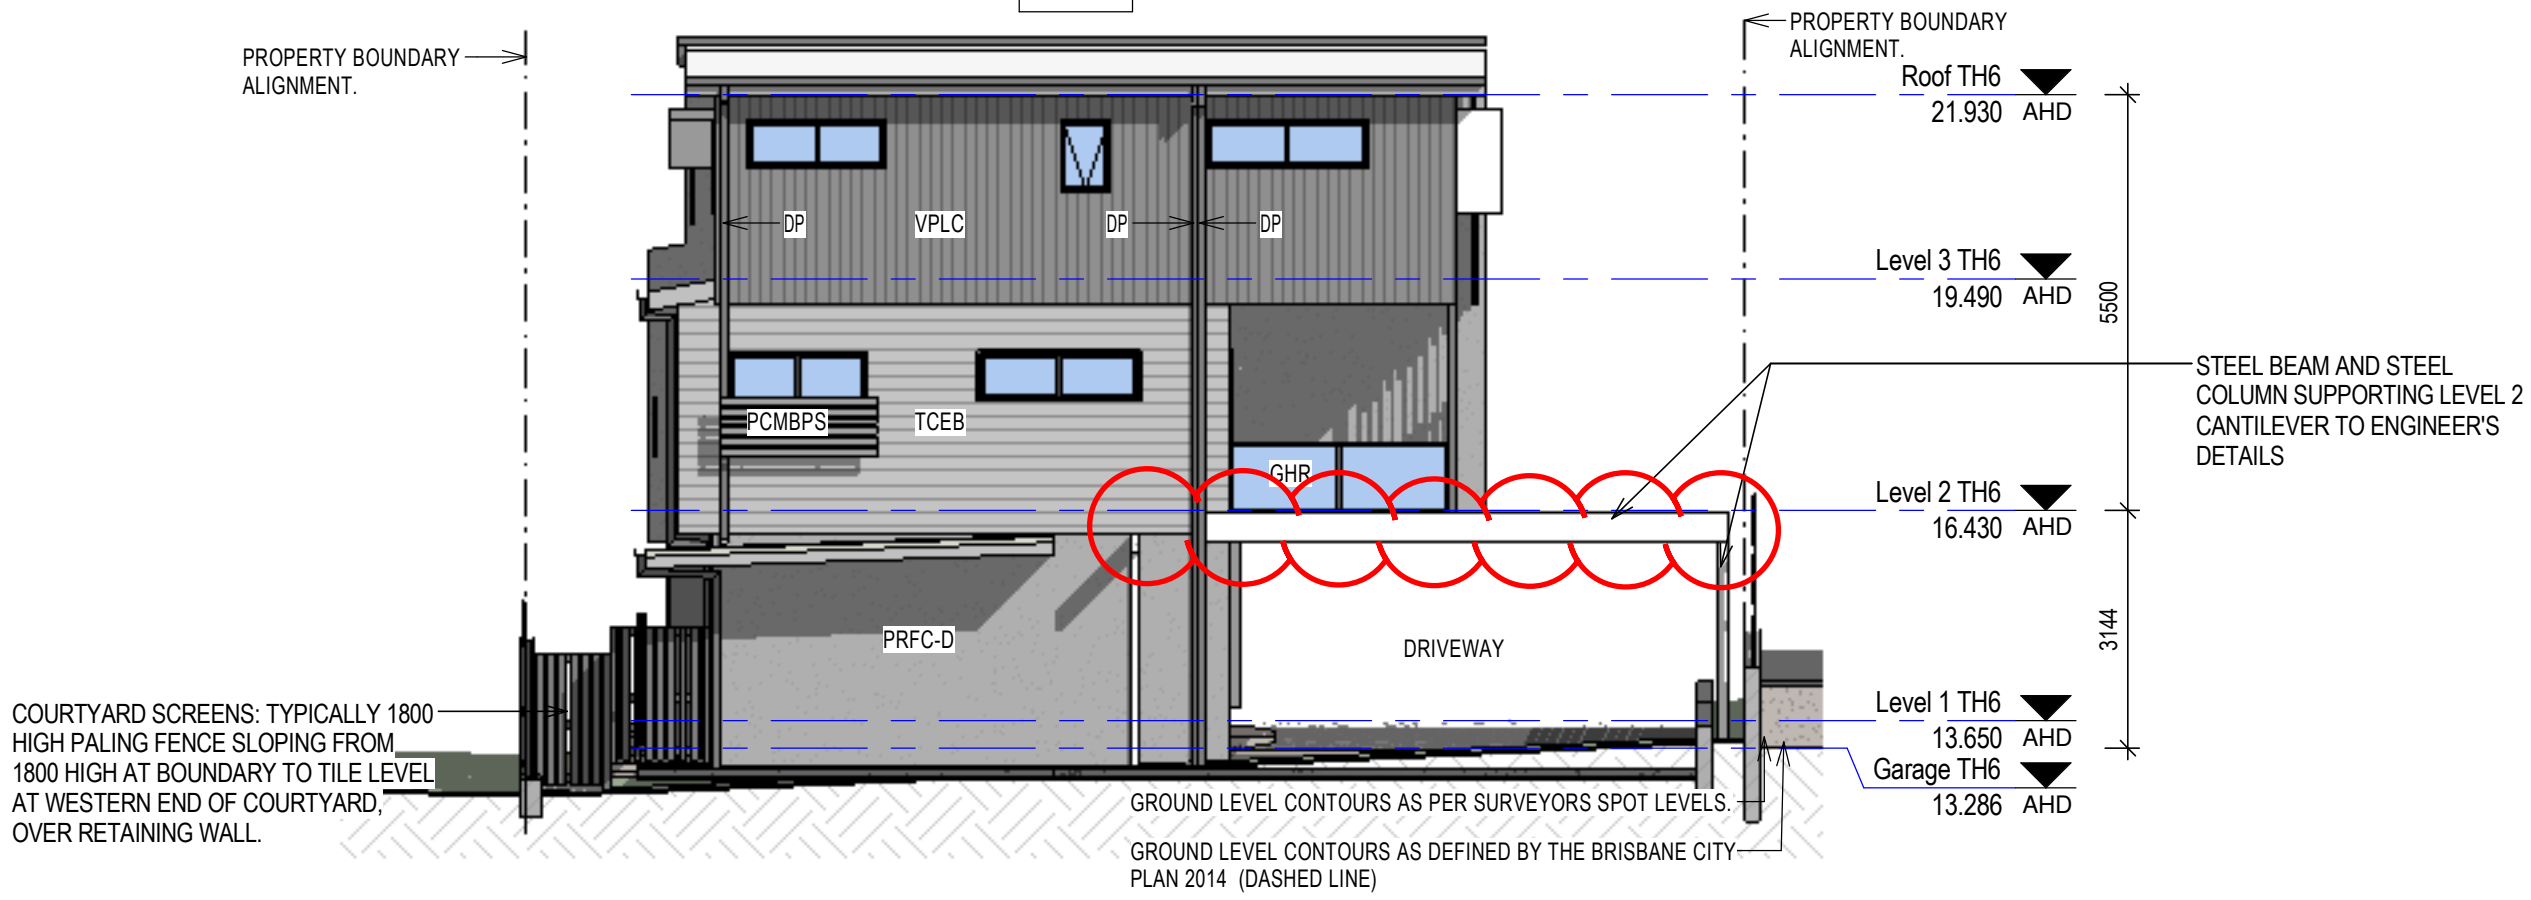 PROPERTY BOUNDARY
ALIGNMENT.
PROPERTY BOUNDARY
ALIGNMENT.
Roof TH6
21.930 AHD
DP
VPLC
DP
DP
Level 3 TH6
19.490 AHD
5500
STEEL BEAM AND STEEL
COLUMN SUPPORTING LEVEL 2
CANTILEVER TO ENGINEER'S
DETAILS
PCMBPS
TCEB
GHR
Level 2 TH6
16.430 AHD
PRFC-D
DRIVEWAY
3144
COURTYARD SCREENS: TYPICALLY 1800
HIGH PALING FENCE SLOPING FROM
1800 HIGH AT BOUNDARY TO TILE LEVEL
AT WESTERN END OF COURTYARD,
OVER RETAINING WALL.
Level 1 TH6
13.650 AHD
Garage TH6
13.286 AHD
GROUND LEVEL CONTOURS AS PER SURVEYORS SPOT LEVELS.
GROUND LEVEL CONTOURS AS DEFINED BY THE BRISBANE CITY
PLAN 2014 (DASHED LINE)